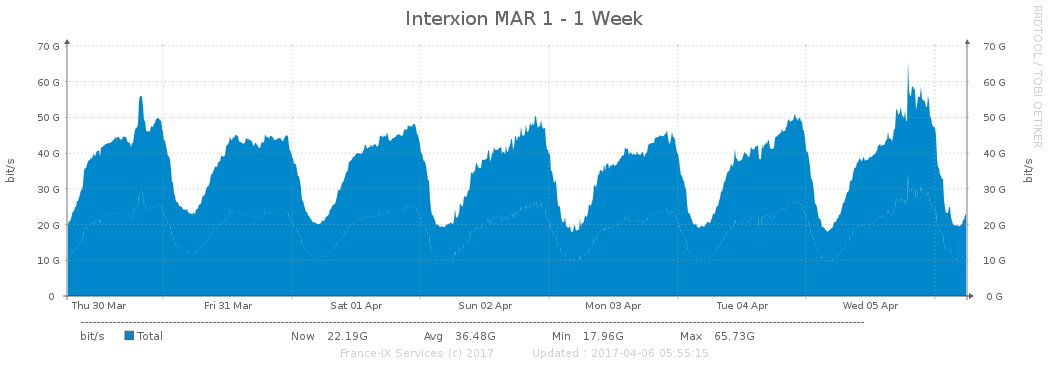 Interxion MAR 1 - 1 Week
RRDTOOL / TOBI OETIKER
bit/s
70 G 70 G
60 G 60 G
50 G 50 G
40 G 40 G
30 G 30 G
20 G 20 G
10 G 10 G
0 0 G
bit/s
Thu 30 Mar Fri 31 Mar Sat 01 Apr Sun 02 Apr Mon 03 Apr Tue 04 Apr Wed 05 Apr
bit/s Total Now 22.19G Avg 36.48G Min 17.96G Max 65.73G
France-IX Services (c) 2017 Updated : 2017-04-06 05:55:15